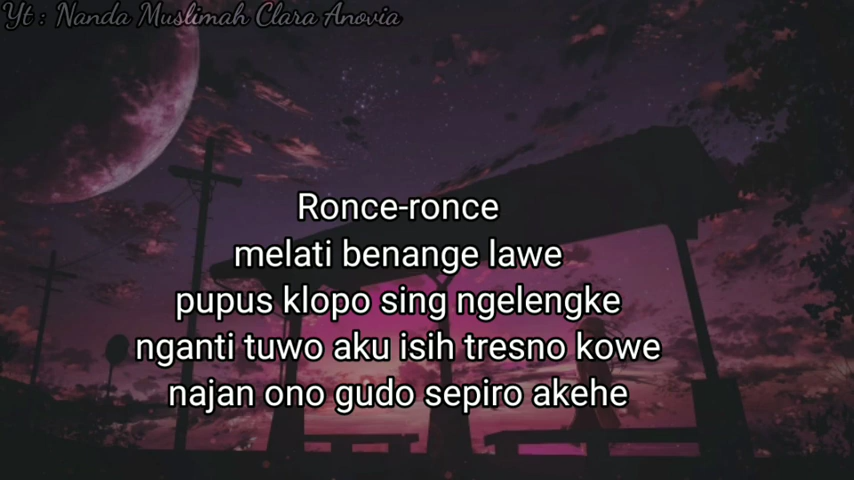 Yt : Nanda Muslimah Clara Anovia
Ronce-ronce
melati benange lawe
pupus klopo sing ngelengke
nganti tuwo aku isih tresno kowe
najan ono gudo sepiro akehe